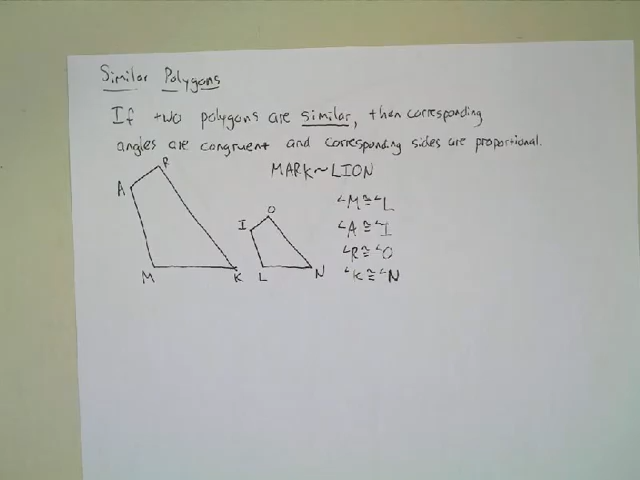 Similar Polygons
If two polygons are similar, then corresponding
angles are congruent and corresponding sides are proportional.
MARK~LION
A
R
M
K
I
O
L
N
∠M≅∠L
∠A≅∠I
∠R≅∠O
∠K≅∠N